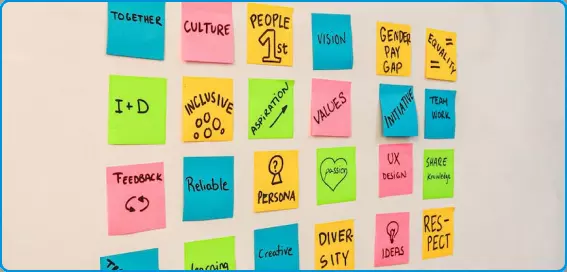 TOGETHER
CULTURE
PEOPLE
1st
VISION
GENDER
PAY
GAP
EQUALITY
I+D
INCLUSIVE
ASPIRATION
VALUES
INITIATIVE
TEAM
WORK
FEEDBACK
Reliable
PERSONA
passion
UX
DESIGN
SHARE
Knowledge
Learning
Creative
DIVER-
SITY
IDEAS
RES-
PECT